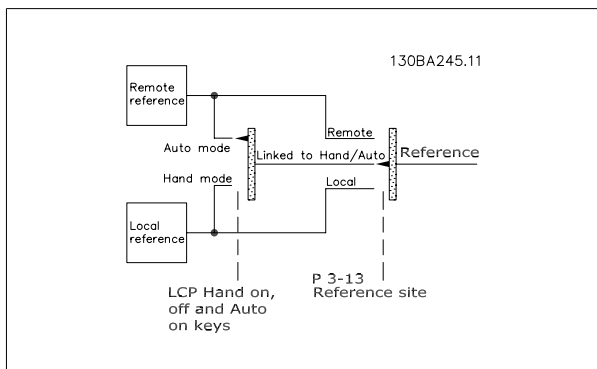 130BA245.11
Remote
reference
Remote
Auto mode
Linked to Hand/Auto
Reference
Hand mode
Local
Local
reference
LCP Hand on,
off and Auto
on keys
P 3-13
Reference site